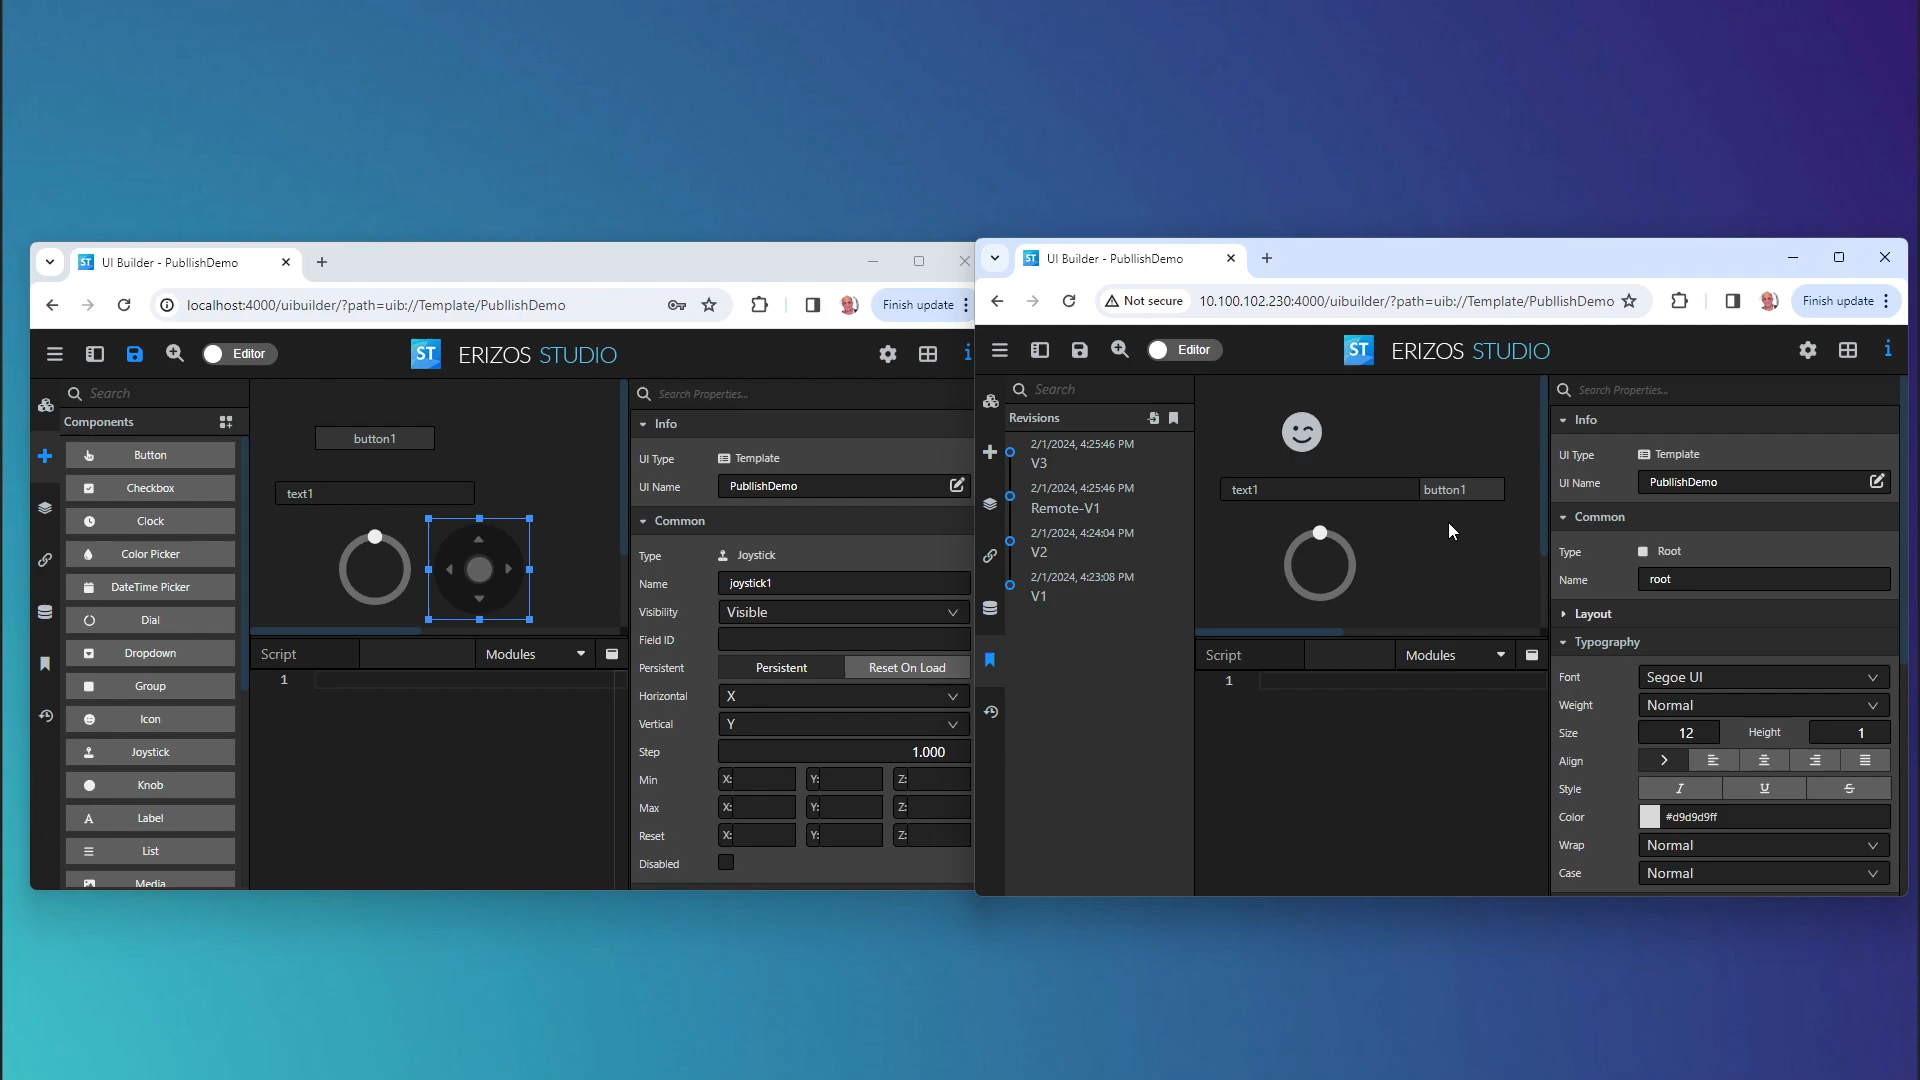 UI Builder - PubllishDemo
localhost:4000/uibuilder/?path=uib://Template/PubllishDemo
Finish update
Editor
ST ERIZOS STUDIO
Search
Components
Button
Checkbox
Clock
Color Picker
DateTime Picker
Dial
Dropdown
Group
Icon
Joystick
Knob
Label
List
Media
button1
text1
Script
Modules
1
Search Properties...
Info
UI Type Template
UI Name PubllishDemo
Common
Type Joystick
Name joystick1
Visibility Visible
Field ID
Persistent Persistent Reset On Load
Horizontal X
Vertical Y
Step 1.000
Min X: Y: Z:
Max X: Y: Z:
Reset X: Y: Z:
Disabled
UI Builder - PubllishDemo
Not secure 10.100.102.230:4000/uibuilder/?path=uib://Template/PubllishDemo
Finish update
Editor
ST ERIZOS STUDIO
Search
Revisions
2/1/2024, 4:25:46 PM
V3
2/1/2024, 4:25:46 PM
Remote-V1
2/1/2024, 4:24:04 PM
V2
2/1/2024, 4:23:08 PM
V1
text1 button1
Script
Modules
1
Search Properties...
Info
UI Type Template
UI Name PubllishDemo
Common
Type Root
Name root
Layout
Typography
Font Segoe UI
Weight Normal
Size 12 Height 1
Align
Style I U S
Color #d9d9d9ff
Wrap Normal
Case Normal